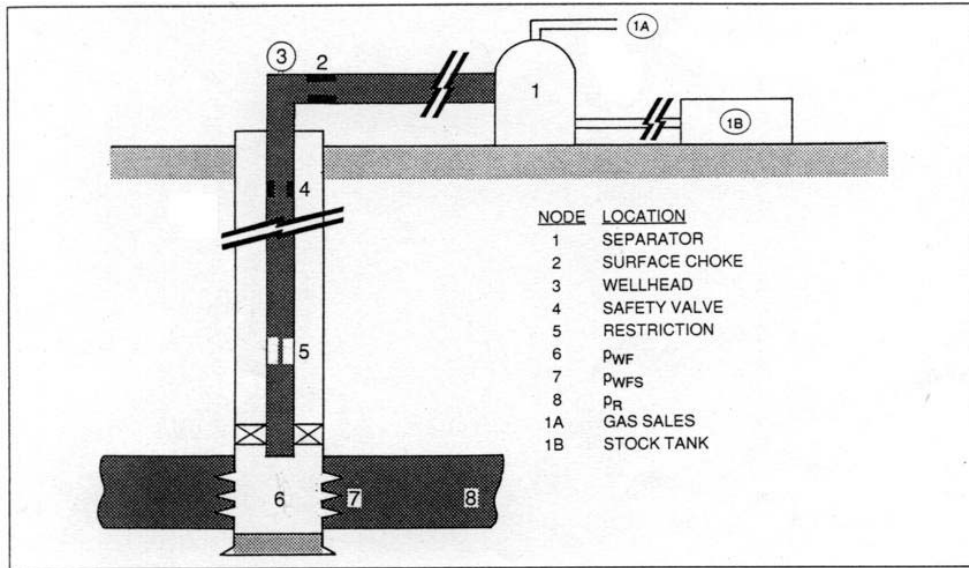 1A
3
2
1
1B
4
NODE LOCATION
1 SEPARATOR
2 SURFACE CHOKE
3 WELLHEAD
4 SAFETY VALVE
5 RESTRICTION
6 pWF
7 pWFS
8 pR
1A GAS SALES
1B STOCK TANK
5
6
7
8